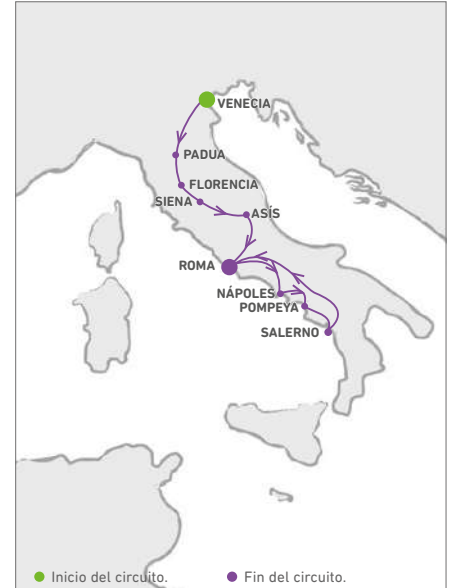 VENECIA
PADUA
FLORENCIA
SIENA
ASÍS
ROMA
NÁPOLES
POMPEYA
SALERNO
Inicio del circuito.
Fin del circuito.